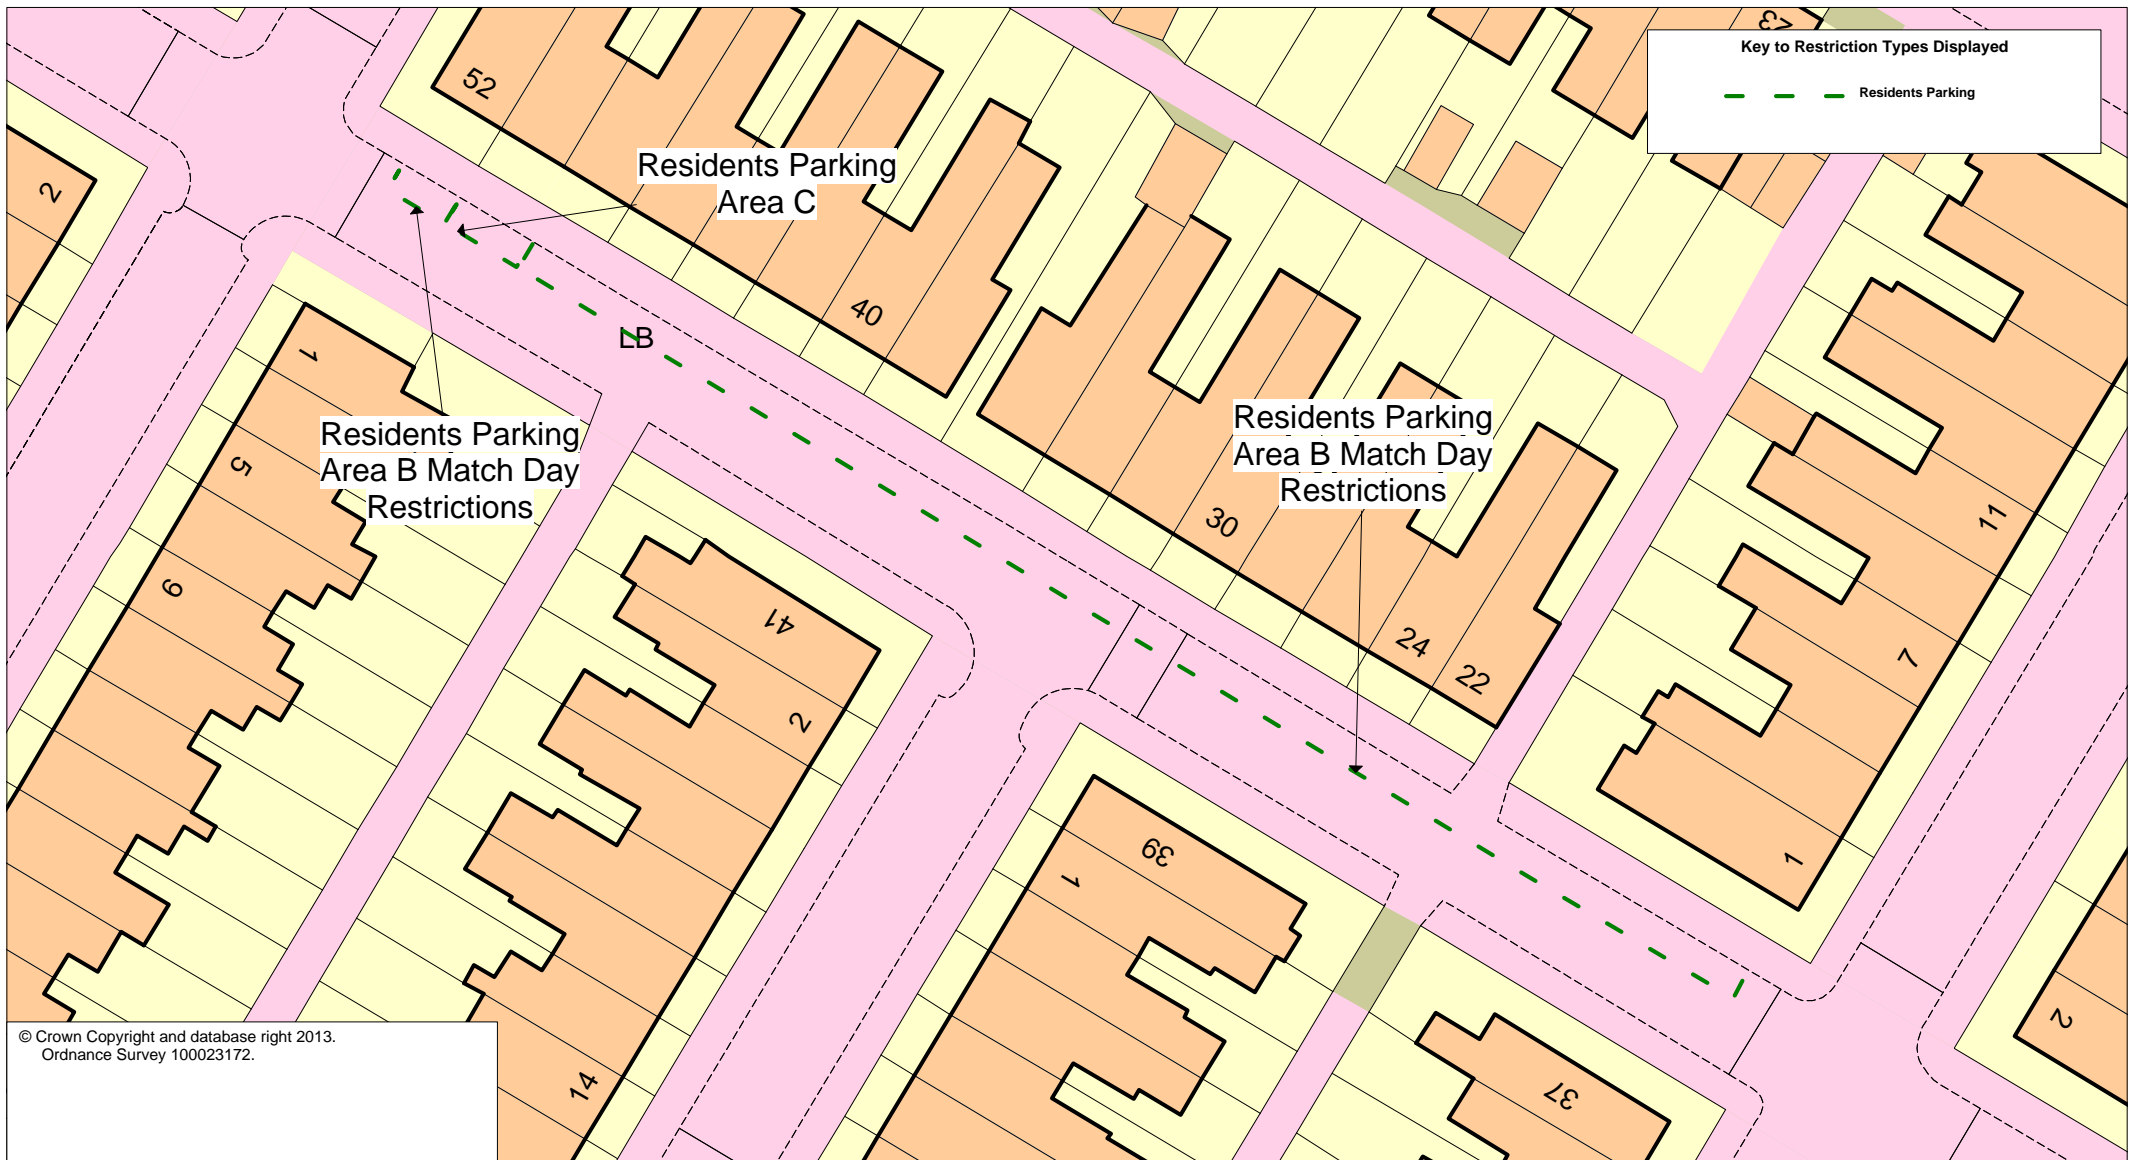 23
Key to Restriction Types Displayed
Residents Parking
52
2
Residents Parking
Area C
40
LB
1
Residents Parking
Area B Match Day
Restrictions
5
9
Residents Parking
Area B Match Day
Restrictions
30
24
22
11
7
1
41
2
39
1
14
37
2
© Crown Copyright and database right 2013.
Ordnance Survey 100023172.